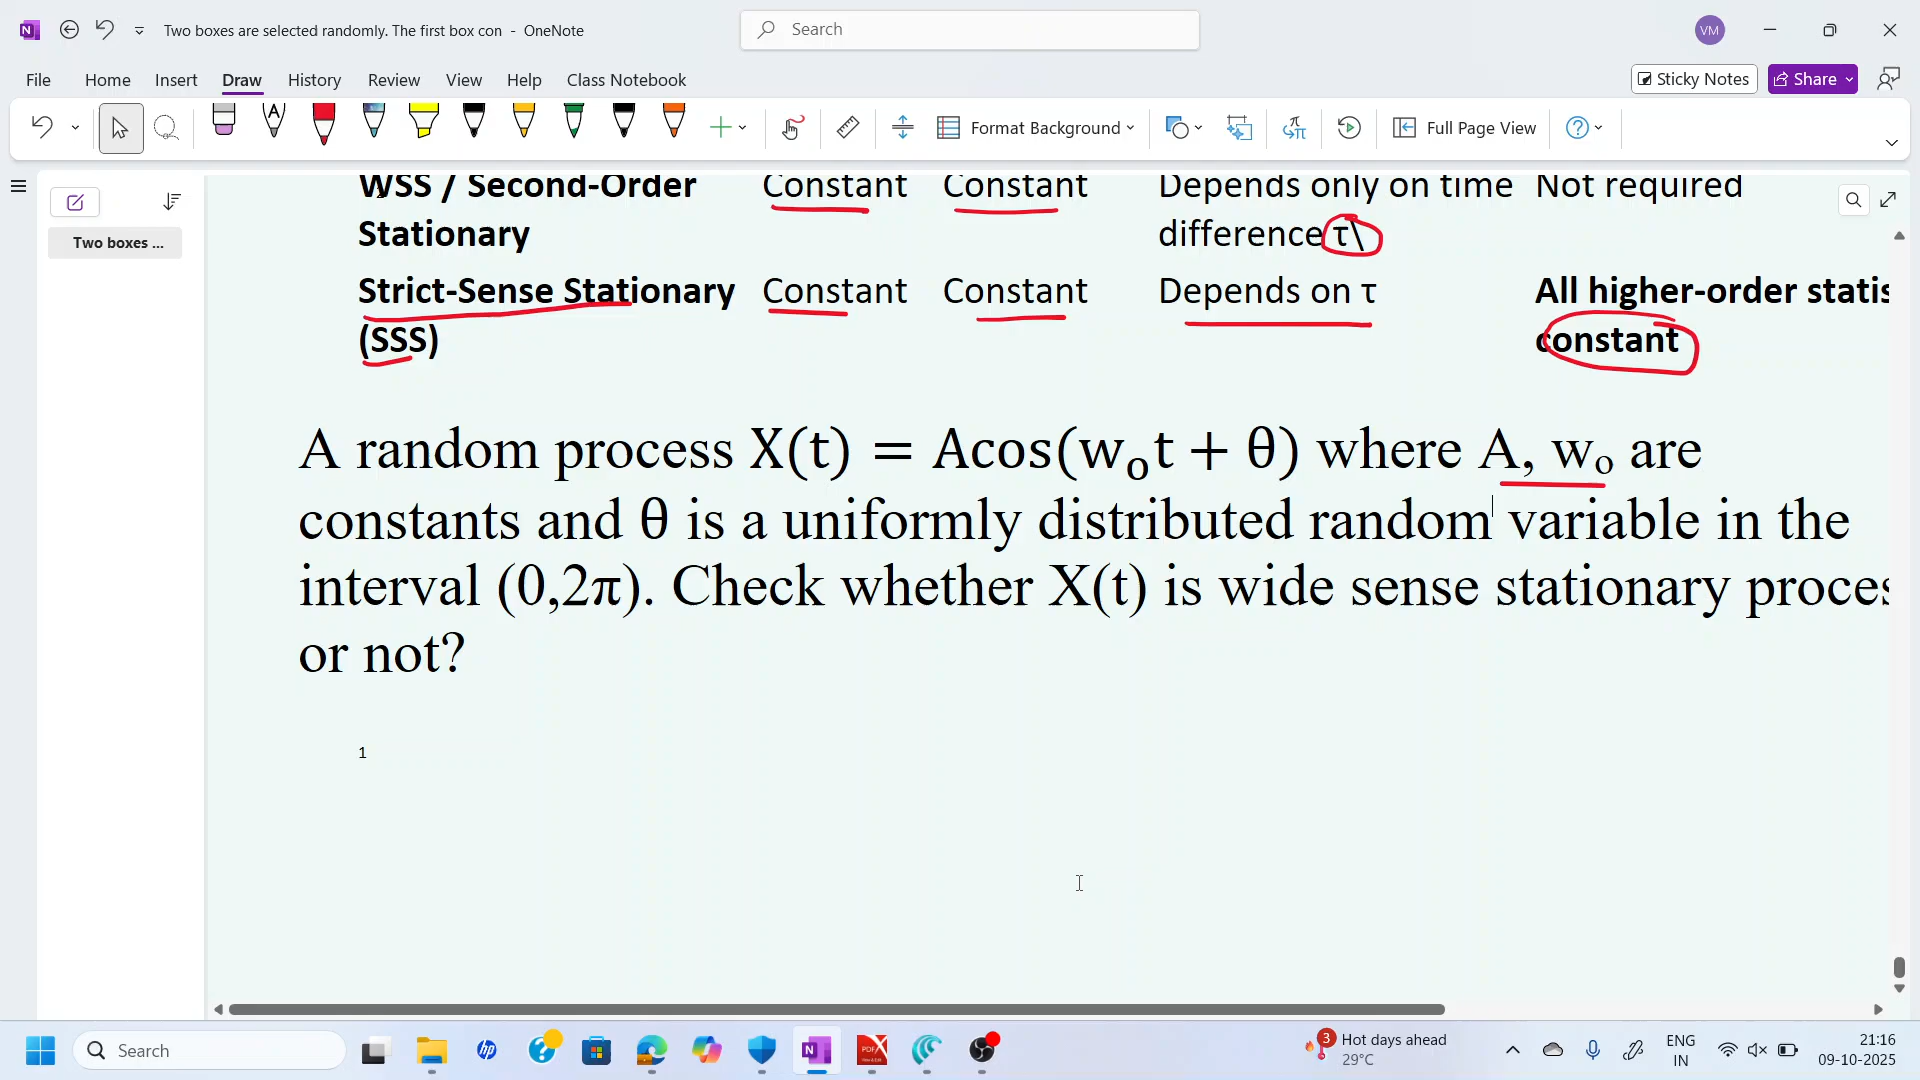 Two boxes are selected randomly. The first box con - OneNote
Search
VM
File Home Insert Draw History Review View Help Class Notebook
Sticky Notes Share
Format Background Full Page View
Two boxes ...
WSS / Second-Order Constant Constant Depends only on time Not required
Stationary difference τ\
Strict-Sense Stationary Constant Constant Depends on τ All higher-order statis
(SSS) constant
A random process X(t) = Acos(wₒt + θ) where A, wₒ are
constants and θ is a uniformly distributed random variable in the
interval (0,2π). Check whether X(t) is wide sense stationary proces
or not?
1
Search
3 Hot days ahead
29°C
ENG
IN
21:16
09-10-2025